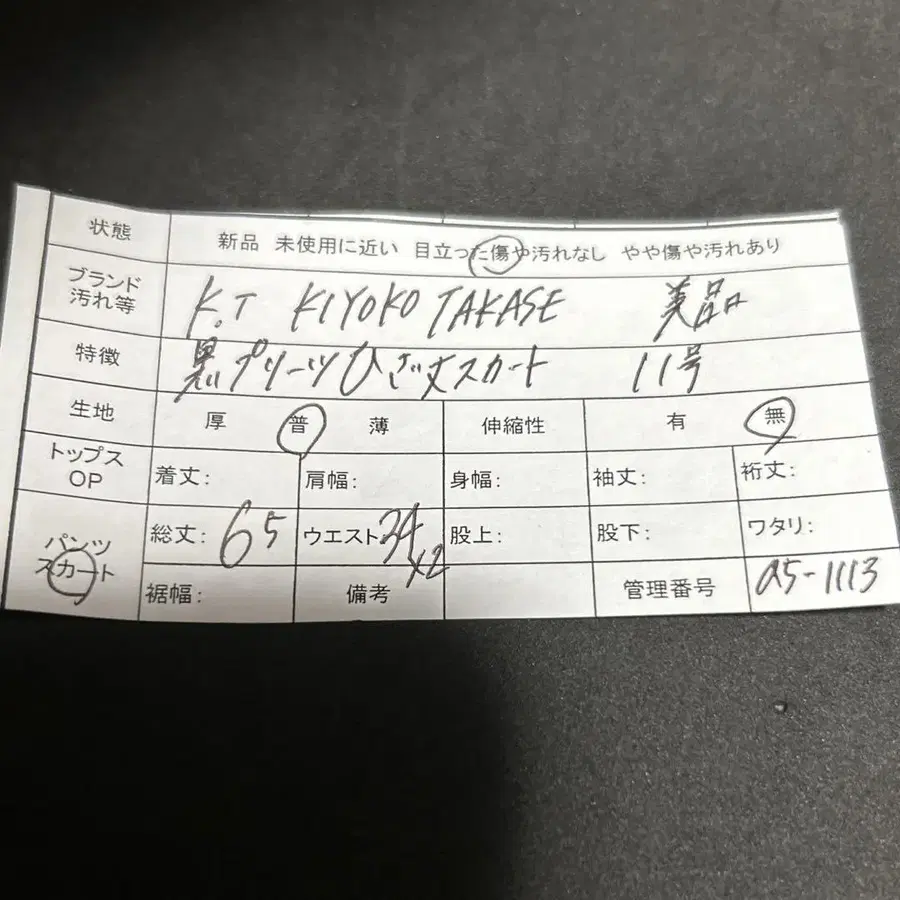 状態 新品 未使用に近い 目立った傷や汚れなし やや傷や汚れあり
ブランド
汚れ等 K.T KIYOKO TAKASE 美品
特徴 黒プリーツひざ丈スカート 11号
生地 厚 普 薄 伸縮性 有 無
トップス
OP 着丈: 肩幅: 身幅: 袖丈: 裄丈:
パンツ
スカート 総丈: 65 ウエスト 34×2 股上: 股下: ワタリ:
裾幅: 備考 管理番号 a5-1113